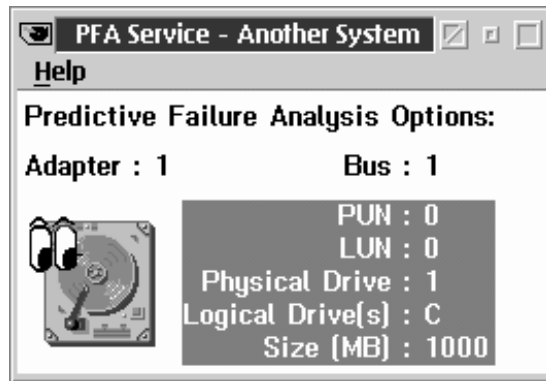 PFA Service - Another System
Help
Predictive Failure Analysis Options:
Adapter : 1 Bus : 1
PUN : 0
LUN : 0
Physical Drive : 1
Logical Drive(s) : C
Size (MB) : 1000